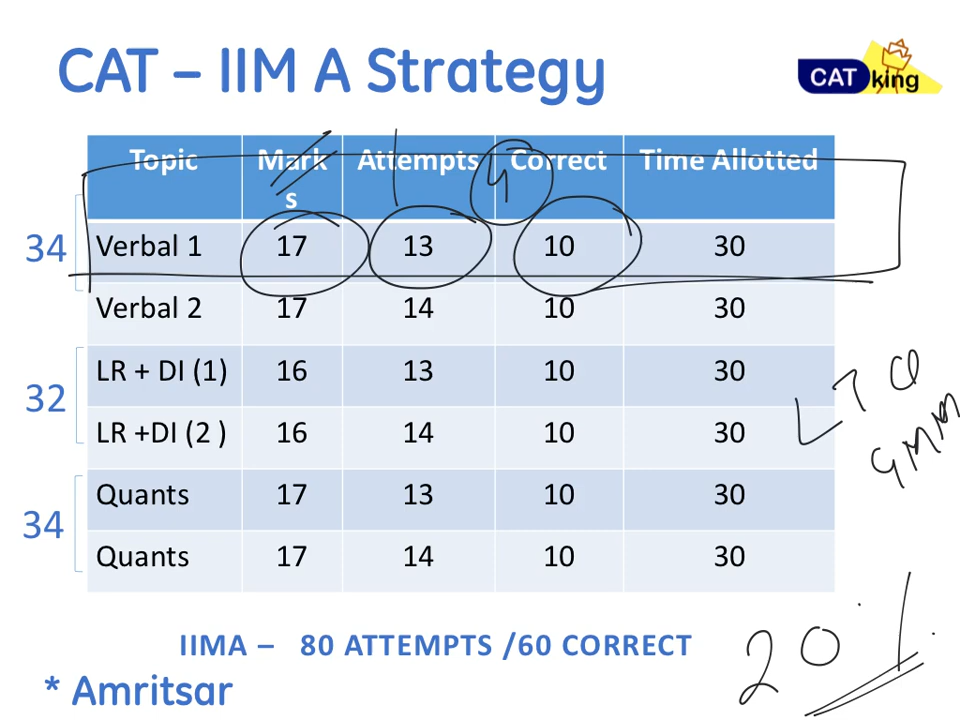 CAT – IIM A Strategy
CAT king
Topic Mark s Attempts Correct Time Allotted
9
34
Verbal 1 17 13 10 30
Verbal 2 17 14 10 30
32
LR + DI (1) 16 13 10 30
LR +DI (2 ) 16 14 10 30
34
Quants 17 13 10 30
Quants 17 14 10 30
20%
IIMA – 80 ATTEMPTS /60 CORRECT
* Amritsar